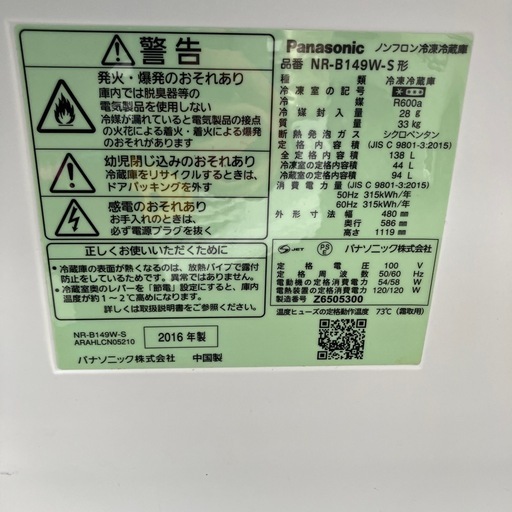 警告
発火・爆発のおそれあり
庫内では脱臭器等の
電気製品を使用しない
冷媒が漏れていると電気製品の接点
の火花による着火・着火による爆発
のおそれがあります
幼児閉じ込みのおそれあり
冷蔵庫をリサイクルするときは、
ドアパッキングを外す
感電のおそれあり
お手入れのときは、
必ず電源プラグを抜く
正しくお使いいただくために
●冷蔵庫の表面が熱くなるのは、放熱パイプで露付
防止をしているためで、異常ではありません。
●冷蔵室奥のレバーを「節電」に設定すると、庫内
温度が約1~2℃高めになります。
詳しくは取扱説明書をご参照ください。
NR-B149W-S
ARAHLCN05210
2016年製
パナソニック株式会社 中国製
Panasonic ノンフロン冷凍冷蔵庫
品番 NR-B149W-S形
種類 冷凍冷蔵庫
冷凍室の記号
冷媒 R600a
冷媒封入量 28g
質量 33kg
断熱発泡ガス シクロペンタン
定格内容積 (JIS C 9801-3:2015)
全定格内容積 138 L
冷凍室の定格内容積 44 L
冷蔵室の定格内容積 94 L
消費電力量 (JIS C 9801-3:2015)
50Hz 315kWh/年
60Hz 315kWh/年
外形寸法 幅 480㎜
奥行 586㎜
高さ 1119㎜
S JET PS E パナソニック株式会社
定格電圧 100 V
定格周波数 50/60 Hz
電動機の定格消費電力 54/58 W
電熱装置の定格消費電力 120/120 W
製造番号 Z6505300
温度ヒューズの定格動作温度 73℃(霜取用)